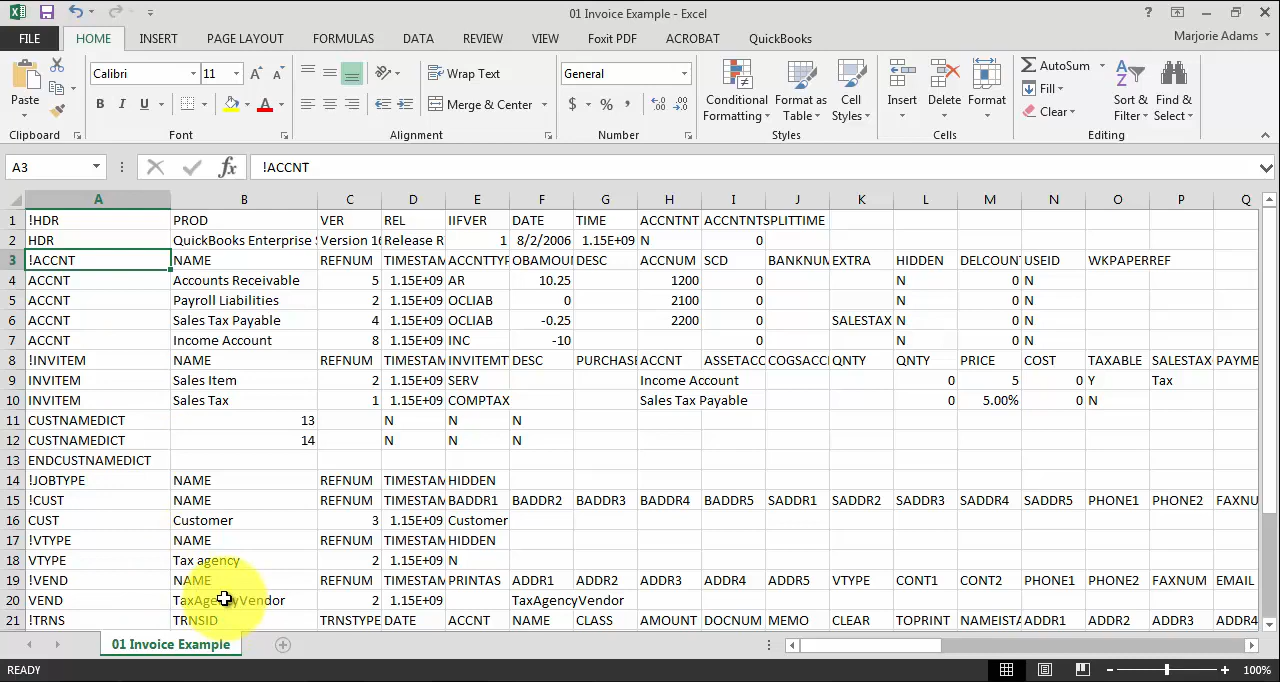 01 Invoice Example - Excel
FILE HOME INSERT PAGE LAYOUT FORMULAS DATA REVIEW VIEW Foxit PDF ACROBAT QuickBooks Marjorie Adams
Calibri 11 Wrap Text General AutoSum
Paste B I U Merge & Center $ % , Conditional Formatting Format as Table Cell Styles Insert Delete Format Fill Clear Sort & Filter Find & Select
Clipboard Font Alignment Number Styles Cells Editing
A3 fx !ACCNT
A B C D E F G H I J K L M N O P Q
1 !HDR PROD VER REL IIFVER DATE TIME ACCNTNT ACCNTNTSPLITTIME
2 HDR QuickBooks Enterprise S Version 16 Release R 1 8/2/2006 1.15E+09 N 0
3 !ACCNT NAME REFNUM TIMESTAM ACCNTTYP OBAMOUN DESC ACCNUM SCD BANKNUM EXTRA HIDDEN DELCOUNT USEID WKPAPERREF
4 ACCNT Accounts Receivable 5 1.15E+09 AR 10.25 1200 0 N 0 N
5 ACCNT Payroll Liabilities 2 1.15E+09 OCLIAB 0 2100 0 N 0 N
6 ACCNT Sales Tax Payable 4 1.15E+09 OCLIAB -0.25 2200 0 SALESTAX N 0 N
7 ACCNT Income Account 8 1.15E+09 INC -10 0 N 0 N
8 !INVITEM NAME REFNUM TIMESTAM INVITEMT DESC PURCHASE ACCNT ASSETACC COGSACCI QNTY QNTY PRICE COST TAXABLE SALESTAX PAYME
9 INVITEM Sales Item 2 1.15E+09 SERV Income Account 0 5 0 Y Tax
10 INVITEM Sales Tax 1 1.15E+09 COMPTAX Sales Tax Payable 0 5.00% 0 N
11 CUSTNAMEDICT 13 N N N
12 CUSTNAMEDICT 14 N N N
13 ENDCUSTNAMEDICT
14 !JOBTYPE NAME REFNUM TIMESTAM HIDDEN
15 !CUST NAME REFNUM TIMESTAM BADDR1 BADDR2 BADDR3 BADDR4 BADDR5 SADDR1 SADDR2 SADDR3 SADDR4 SADDR5 PHONE1 PHONE2 FAXNU
16 CUST Customer 3 1.15E+09 Customer
17 !VTYPE NAME REFNUM TIMESTAM HIDDEN
18 VTYPE Tax agency 2 1.15E+09 N
19 !VEND NAME REFNUM TIMESTAM PRINTAS ADDR1 ADDR2 ADDR3 ADDR4 ADDR5 VTYPE CONT1 CONT2 PHONE1 PHONE2 FAXNUM EMAIL
20 VEND TaxAgencyVendor 2 1.15E+09 TaxAgencyVendor
21 !TRNS TRNSID TRNSTYPE DATE ACCNT NAME CLASS AMOUNT DOCNUM MEMO CLEAR TOPRINT NAMEISTA ADDR1 ADDR2 ADDR3 ADDR4
01 Invoice Example
READY 100%